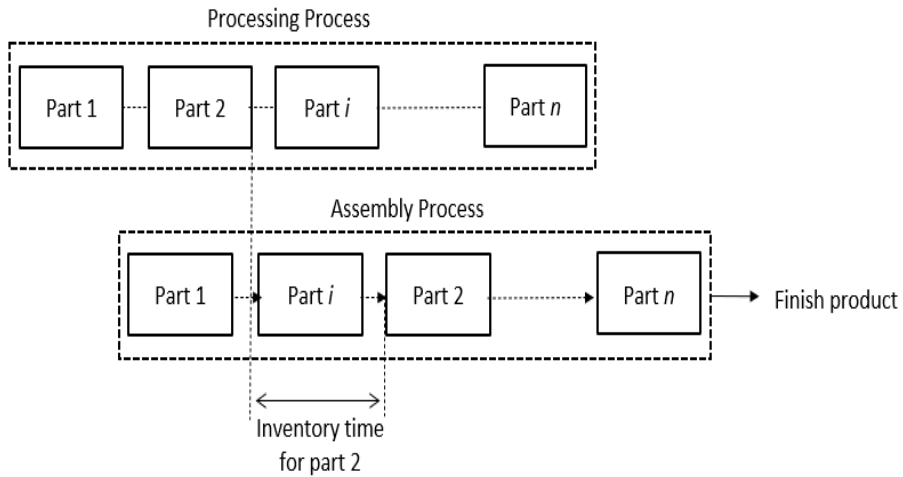 Processing Process
Part 1
Part 2
Part i
Part n
Assembly Process
Part 1
Part i
Part 2
Part n
Finish product
Inventory time
for part 2